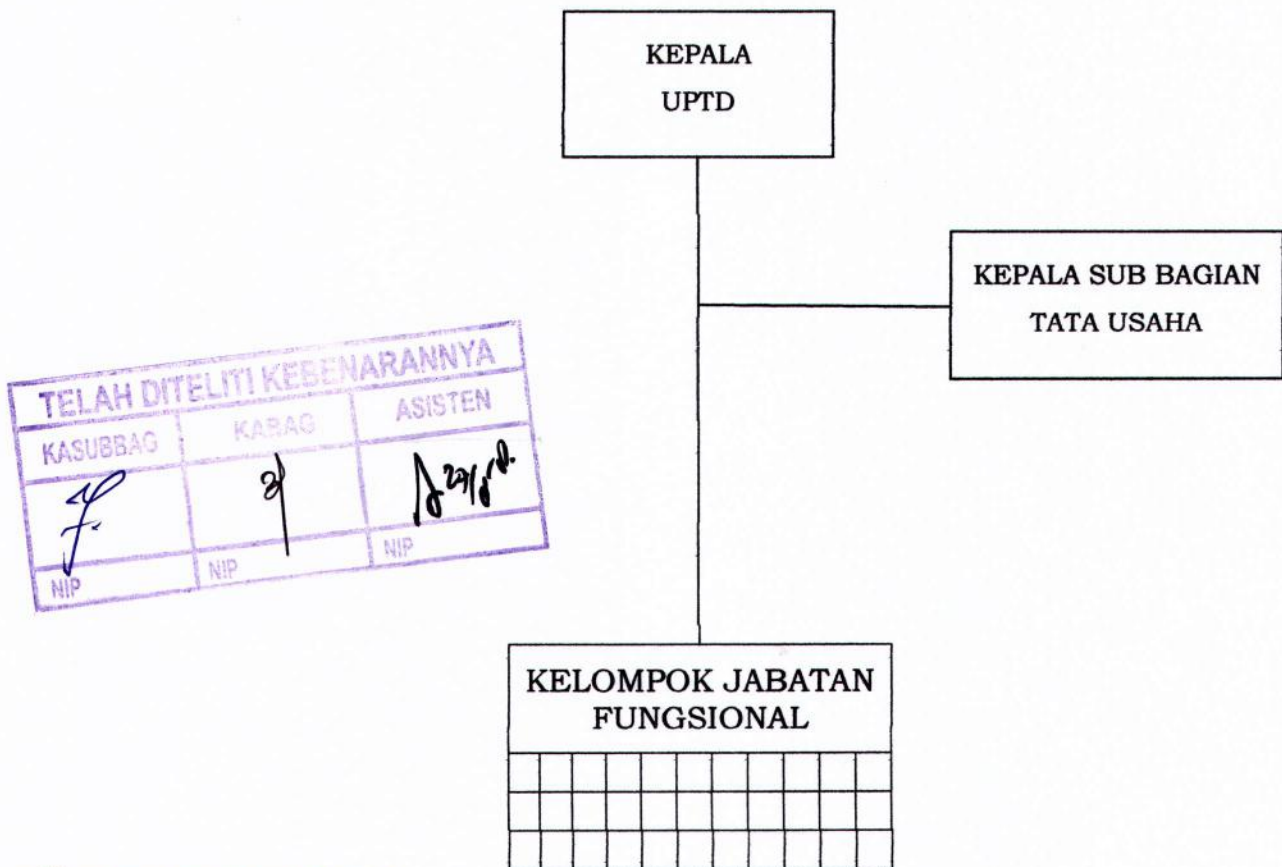 KEPALA
UPTD
KEPALA SUB BAGIAN
TATA USAHA
TELAH DITELITI KEBENARANNYA
KASUBBAG
KABAG
ASISTEN
NIP
NIP
NIP
KELOMPOK JABATAN
FUNGSIONAL